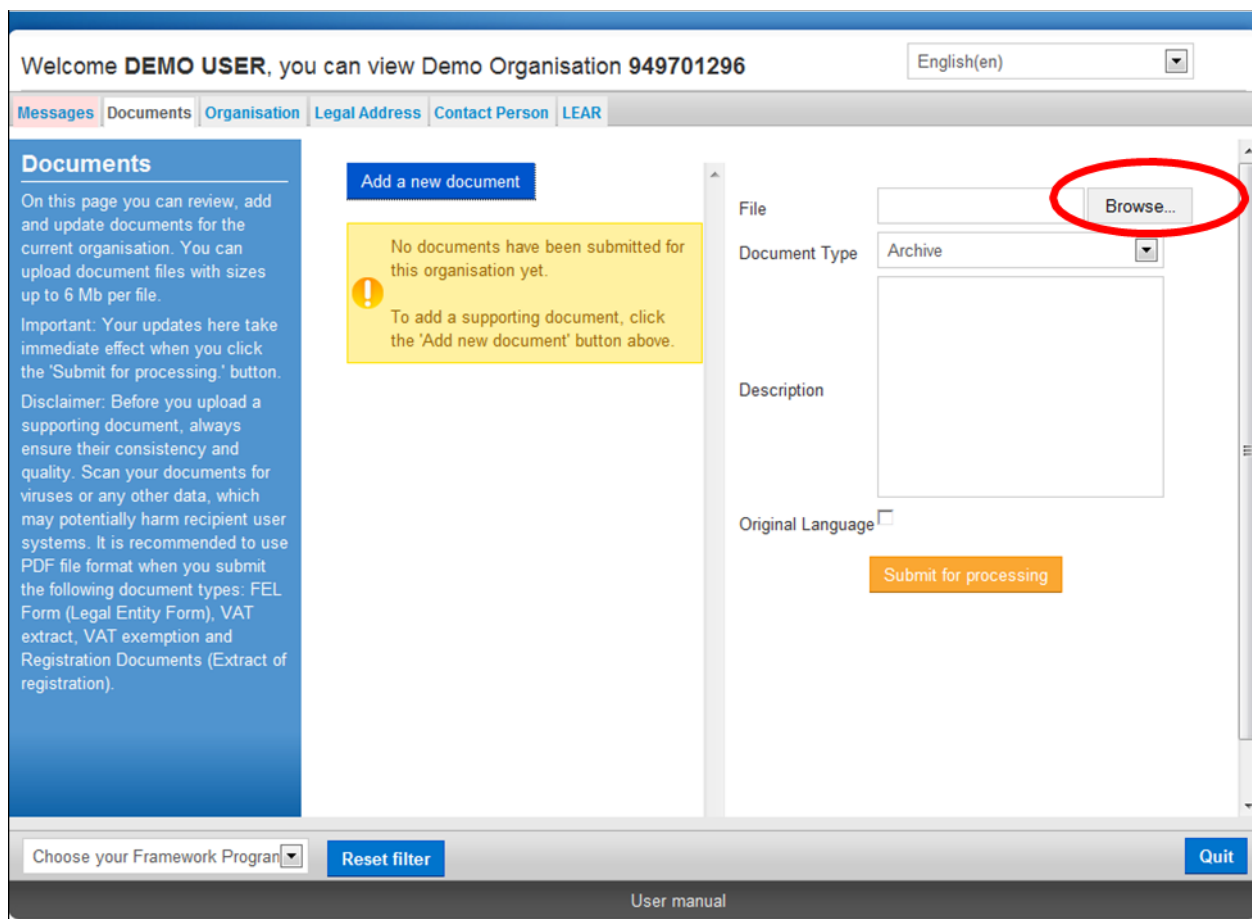 Welcome DEMO USER, you can view Demo Organisation 949701296
English(en)
Messages Documents Organisation Legal Address Contact Person LEAR
Documents
On this page you can review, add
and update documents for the
current organisation. You can
upload document files with sizes
up to 6 Mb per file.
Important: Your updates here take
immediate effect when you click
the 'Submit for processing.' button.
Disclaimer: Before you upload a
supporting document, always
ensure their consistency and
quality. Scan your documents for
viruses or any other data, which
may potentially harm recipient user
systems. It is recommended to use
PDF file format when you submit
the following document types: FEL
Form (Legal Entity Form), VAT
extract, VAT exemption and
Registration Documents (Extract of
registration).
Add a new document
No documents have been submitted for
this organisation yet.
To add a supporting document, click
the 'Add new document' button above.
File
Browse...
Document Type
Archive
Description
Original Language
Submit for processing
Choose your Framework Program
Reset filter
Quit
User manual